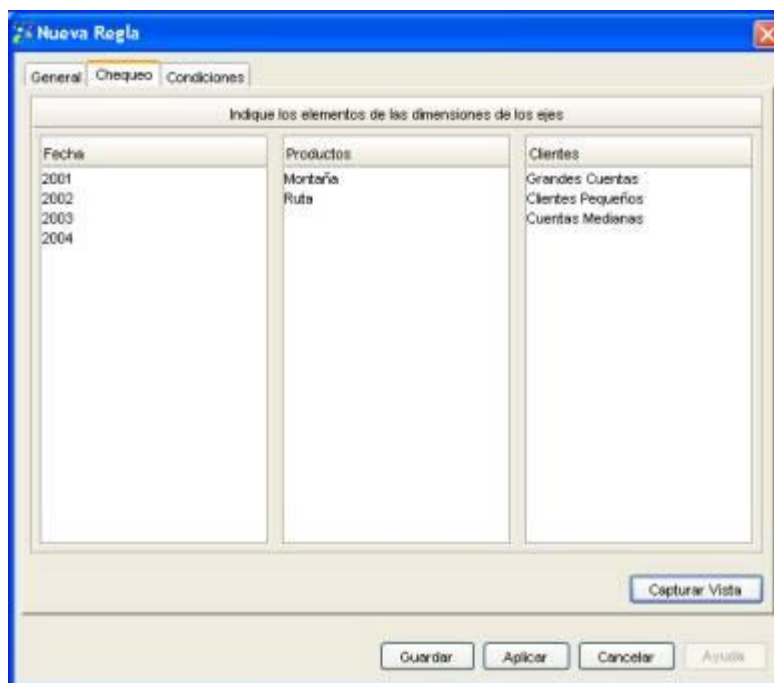 Nueva Regla
General Chequeo Condiciones
Indique los elementos de las dimensiones de los ejes
Fecha Productos Clientes
2001 Montaña Grandes Cuentas
2002 Ruta Clientes Pequeños
2003 Cuentas Medianas
2004
Capturar Vista
Guardar Aplicar Cancelar Ayuda